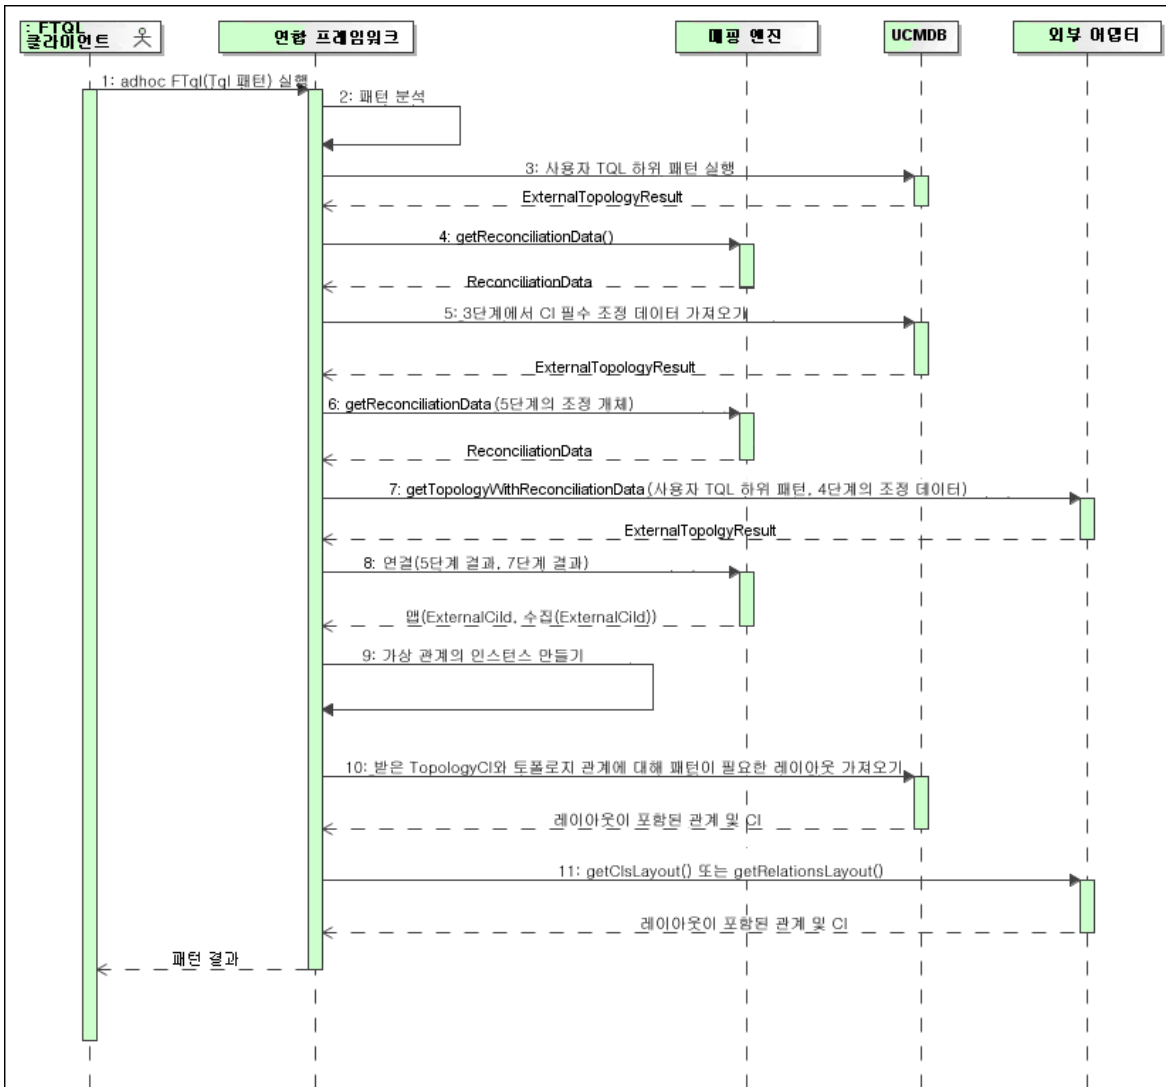 : FTQL
클라이언트
연합 프레임워크
매핑 엔진
UCMDB
외부 어댑터
1: adhoc FTql(Tql 패턴) 실행
2: 패턴 분석
3: 사용자 TQL 하위 패턴 실행
ExternalTopologyResult
4: getReconciliationData()
ReconciliationData
5: 3단계에서 CI 필수 조정 데이터 가져오기
ExternalTopologyResult
6: getReconciliationData (5단계의 조정 개체)
ReconciliationData
7: getTopologyWithReconciliationData (사용자 TQL 하위 패턴, 4단계의 조정 데이터)
ExternalTopolgyResult
8: 연결(5단계 결과, 7단계 결과)
맵(ExternalCiId, 수집(ExternalCiId))
9: 가상 관계의 인스턴스 만들기
10: 받은 TopologyCI와 토폴로지 관계에 대해 패턴이 필요한 레이아웃 가져오기
레이아웃이 포함된 관계 및 CI
11: getCIsLayout() 또는 getRelationsLayout()
레이아웃이 포함된 관계 및 CI
패턴 결과